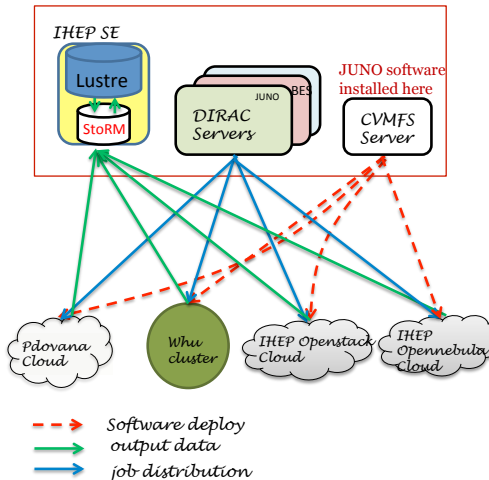 IHEP SE
Lustre
StoRM
JUNO
BES
DIRAC
Servers
JUNO software
installed here
CVMFS
Server
Pdovana
Cloud
Whu
cluster
IHEP Openstack
Cloud
IHEP
Opennebula
Cloud
Software deploy
output data
job distribution